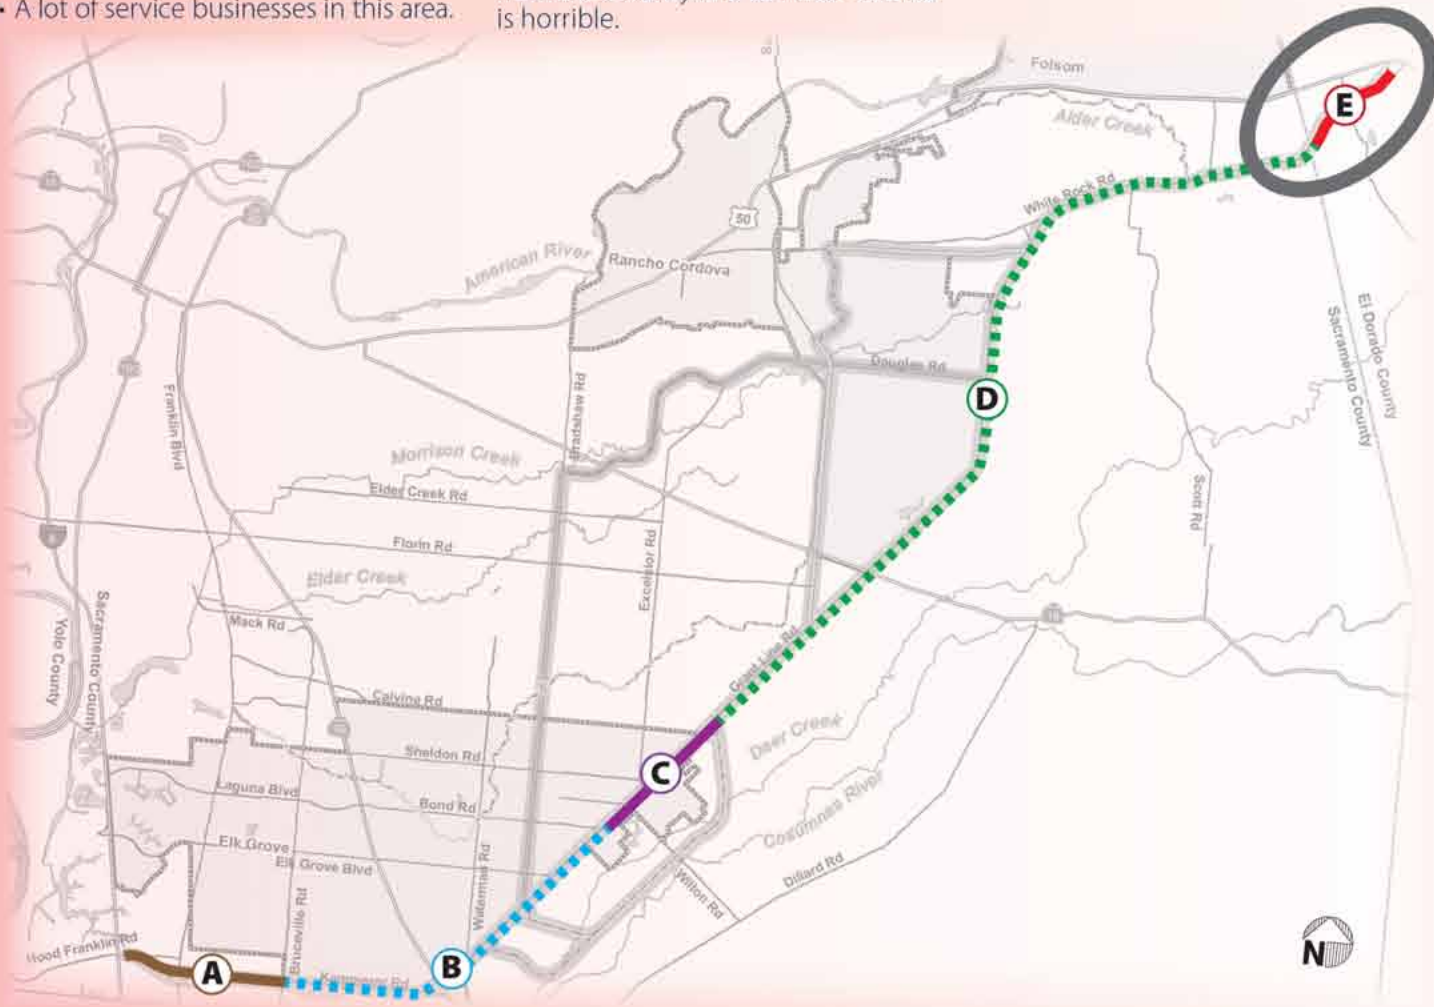 • A lot of service businesses in this area.
is horrible.
Folsom
E
Alder Creek
White Rock Rd
50
American River
Rancho Cordova
El Dorado County
Sacramento County
Douglas Rd
D
Franklin Blvd
Bradshaw Rd
Morrison Creek
Elder Creek Rd
Scott Rd
Florin Rd
Excelsior Rd
Elder Creek
Mack Rd
Yolo County
Sacramento County
Grant Line Rd
Calvine Rd
Deer Creek
Sheldon Rd
C
Laguna Blvd
Bond Rd
Cosumnes River
Elk Grove
Elk Grove Blvd
Waterman Rd
Wilton Rd
Dillard Rd
Bruceville Rd
Hood Franklin Rd
A
Kammerer Rd
B
N